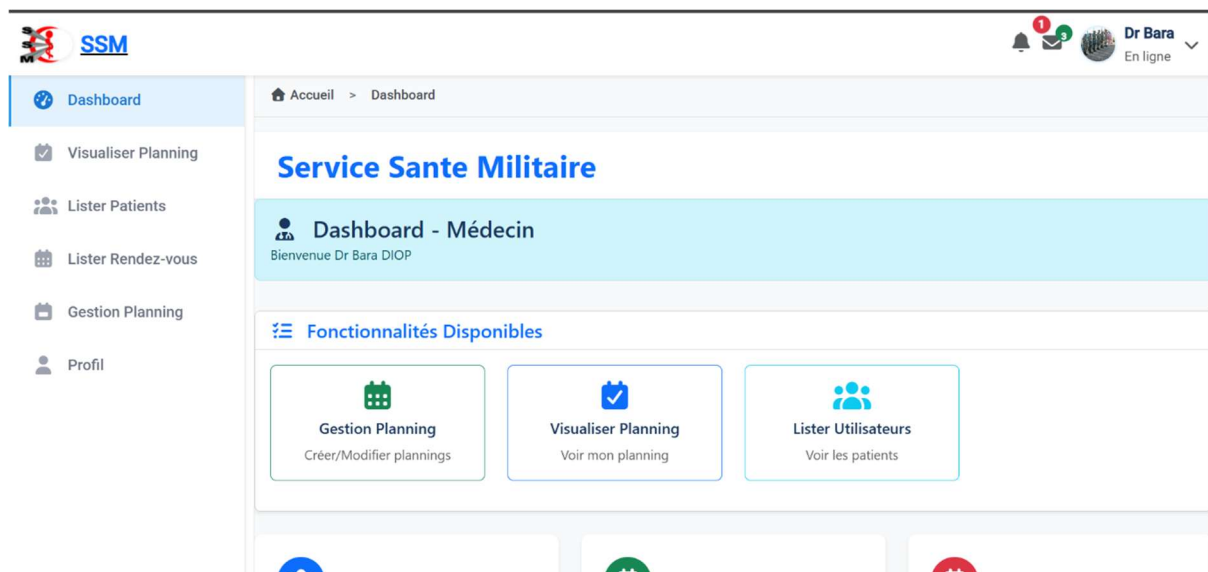 SSM
1
3
Dr Bara
En ligne
Dashboard
Visualiser Planning
Lister Patients
Lister Rendez-vous
Gestion Planning
Profil
Accueil > Dashboard
Service Sante Militaire
Dashboard - Médecin
Bienvenue Dr Bara DIOP
Fonctionnalités Disponibles
Gestion Planning
Créer/Modifier plannings
Visualiser Planning
Voir mon planning
Lister Utilisateurs
Voir les patients